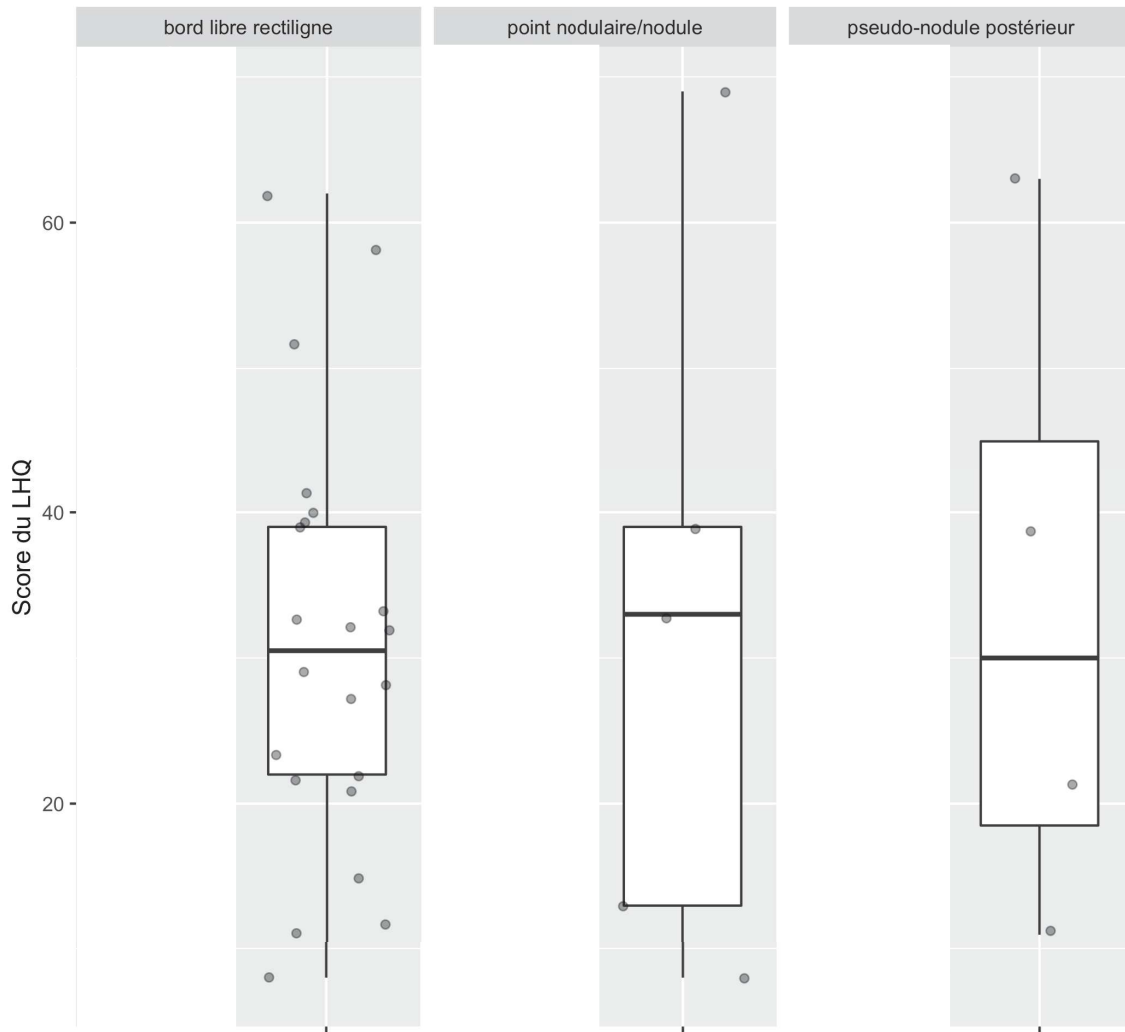 bord libre rectiligne
point nodulaire/nodule
pseudo-nodule postérieur
60
40
20
Score du LHQ